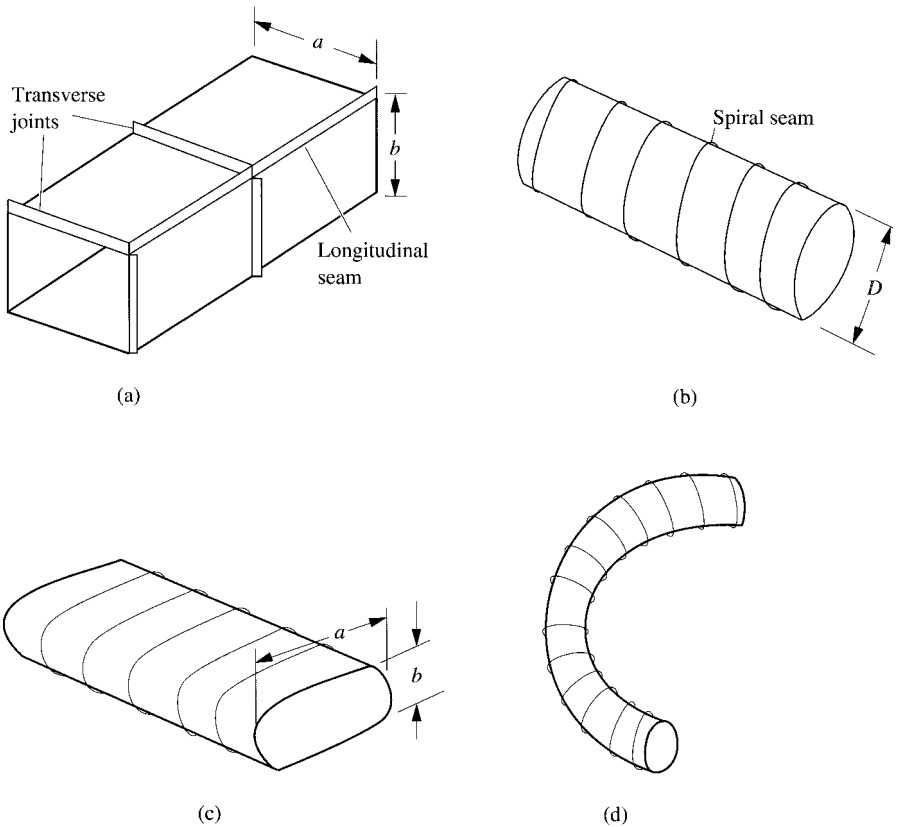 a
Transverse
joints
b
Longitudinal
seam
(a)
Spiral seam
D
(b)
a
b
(c)
(d)